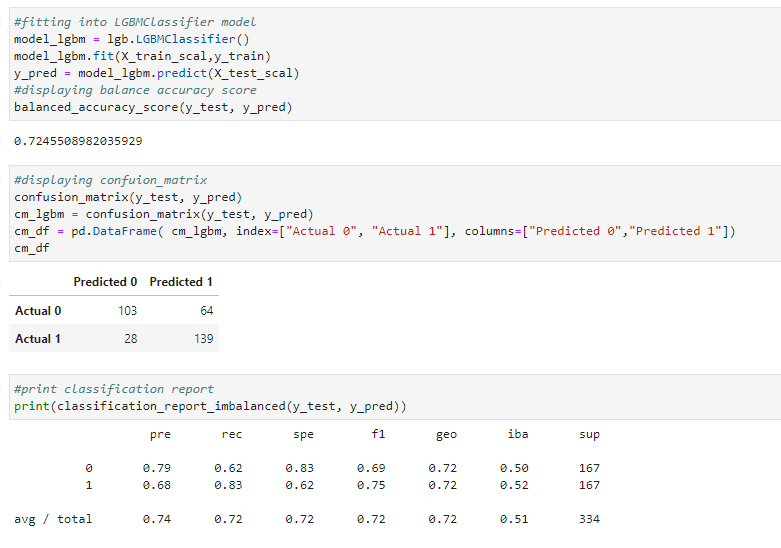 #fitting into LGBMClassifier model
model_lgbm = lgb.LGBMClassifier()
model_lgbm.fit(X_train_scal,y_train)
y_pred = model_lgbm.predict(X_test_scal)
#displaying balance accuracy score
balanced_accuracy_score(y_test, y_pred)
0.7245508982035929
#displaying confuion_matrix
confusion_matrix(y_test, y_pred)
cm_lgbm = confusion_matrix(y_test, y_pred)
cm_df = pd.DataFrame( cm_lgbm, index=["Actual 0", "Actual 1"], columns=["Predicted 0","Predicted 1"])
cm_df
Predicted 0 Predicted 1
Actual 0 103 64
Actual 1 28 139
#print classification report
print(classification_report_imbalanced(y_test, y_pred))
pre rec spe f1 geo iba sup
0 0.79 0.62 0.83 0.69 0.72 0.50 167
1 0.68 0.83 0.62 0.75 0.72 0.52 167
avg / total 0.74 0.72 0.72 0.72 0.72 0.51 334